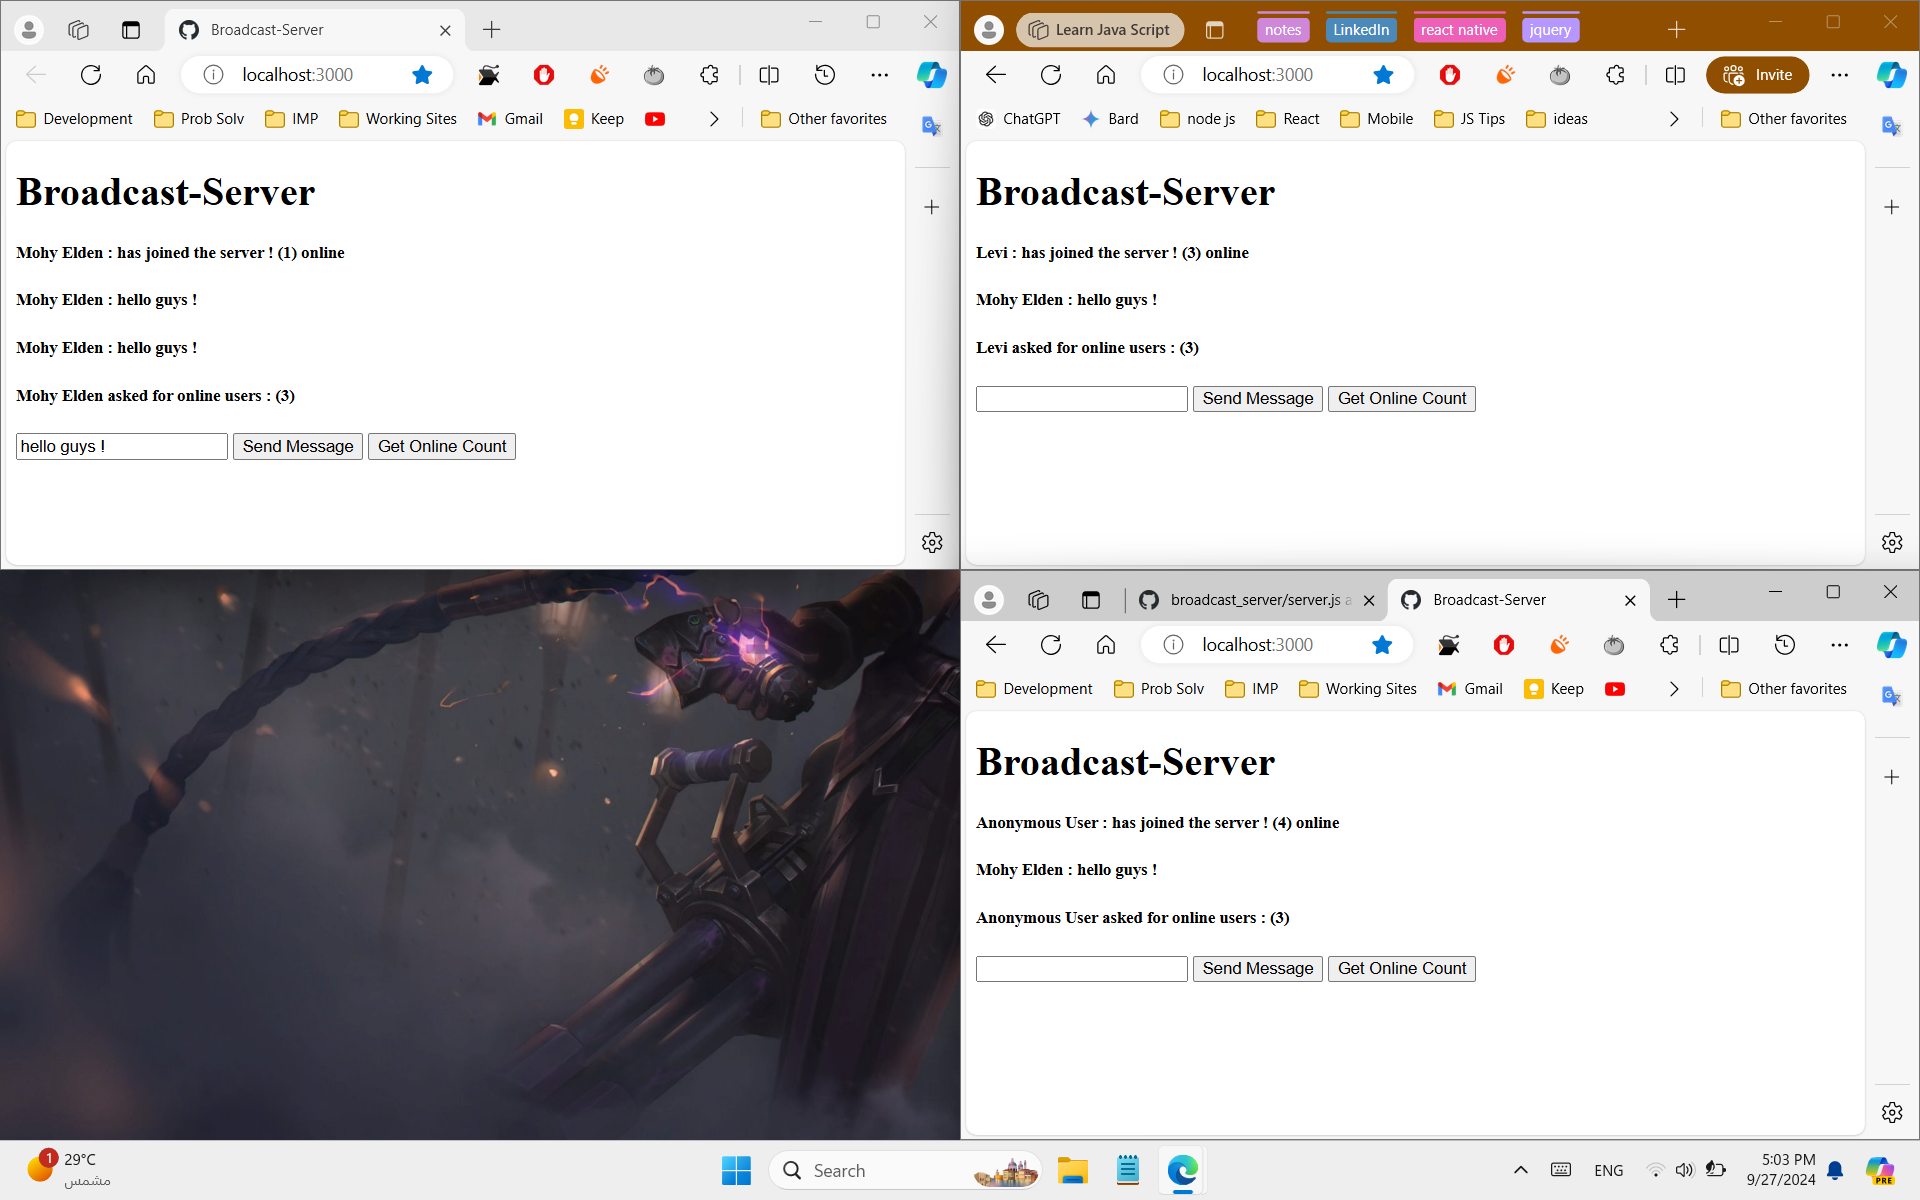 Broadcast-Server
localhost:3000
Development Prob Solv IMP Working Sites Gmail Keep Other favorites
Broadcast-Server
Mohy Elden : has joined the server ! (1) online
Mohy Elden : hello guys !
Mohy Elden : hello guys !
Mohy Elden asked for online users : (3)
hello guys ! Send Message Get Online Count
Learn Java Script notes LinkedIn react native jquery
localhost:3000 Invite
ChatGPT Bard node js React Mobile JS Tips ideas Other favorites
Broadcast-Server
Levi : has joined the server ! (3) online
Mohy Elden : hello guys !
Levi asked for online users : (3)
Send Message Get Online Count
broadcast_server/server.js a Broadcast-Server
localhost:3000
Development Prob Solv IMP Working Sites Gmail Keep Other favorites
Broadcast-Server
Anonymous User : has joined the server ! (4) online
Mohy Elden : hello guys !
Anonymous User asked for online users : (3)
Send Message Get Online Count
1 29°C
مشمس
Search
ENG
5:03 PM
9/27/2024
PRE